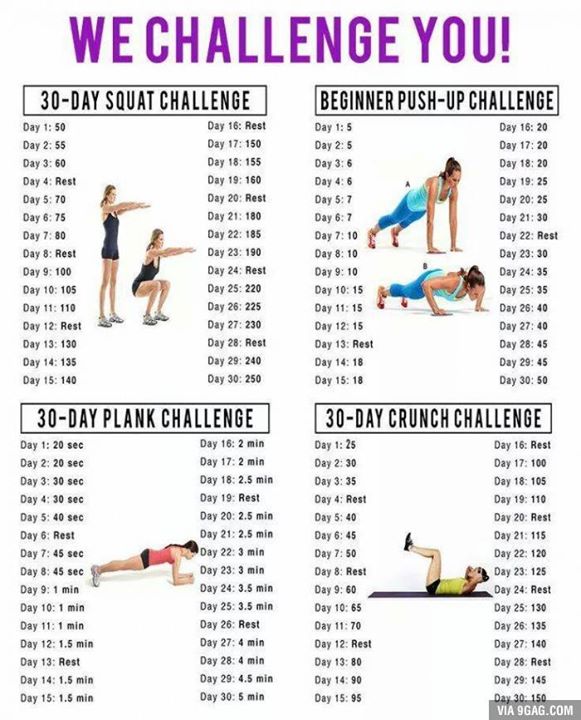 WE CHALLENGE YOU!
30-DAY SQUAT CHALLENGE
Day 1: 50
Day 2: 55
Day 3: 60
Day 4: Rest
Day 5: 70
Day 6: 75
Day 7: 80
Day 8: Rest
Day 9: 100
Day 10: 105
Day 11: 110
Day 12: Rest
Day 13: 130
Day 14: 135
Day 15: 140
Day 16: Rest
Day 17: 150
Day 18: 155
Day 19: 160
Day 20: Rest
Day 21: 180
Day 22: 185
Day 23: 190
Day 24: Rest
Day 25: 220
Day 26: 225
Day 27: 230
Day 28: Rest
Day 29: 240
Day 30: 250
BEGINNER PUSH-UP CHALLENGE
Day 1: 5
Day 2: 5
Day 3: 6
Day 4: 6
Day 5: 7
Day 6: 7
Day 7: 10
Day 8: 10
Day 9: 10
Day 10: 15
Day 11: 15
Day 12: 15
Day 13: Rest
Day 14: 18
Day 15: 18
A
B
Day 16: 20
Day 17: 20
Day 18: 20
Day 19: 25
Day 20: 25
Day 21: 30
Day 22: Rest
Day 23: 30
Day 24: 35
Day 25: 35
Day 26: 40
Day 27: 40
Day 28: 45
Day 29: 45
Day 30: 50
30-DAY PLANK CHALLENGE
Day 1: 20 sec
Day 2: 20 sec
Day 3: 30 sec
Day 4: 30 sec
Day 5: 40 sec
Day 6: Rest
Day 7: 45 sec
Day 8: 45 sec
Day 9: 1 min
Day 10: 1 min
Day 11: 1 min
Day 12: 1.5 min
Day 13: Rest
Day 14: 1.5 min
Day 15: 1.5 min
Day 16: 2 min
Day 17: 2 min
Day 18: 2.5 min
Day 19: Rest
Day 20: 2.5 min
Day 21: 2.5 min
Day 22: 3 min
Day 23: 3 min
Day 24: 3.5 min
Day 25: 3.5 min
Day 26: Rest
Day 27: 4 min
Day 28: 4 min
Day 29: 4.5 min
Day 30: 5 min
30-DAY CRUNCH CHALLENGE
Day 1: 25
Day 2: 30
Day 3: 35
Day 4: Rest
Day 5: 40
Day 6: 45
Day 7: 50
Day 8: Rest
Day 9: 60
Day 10: 65
Day 11: 70
Day 12: Rest
Day 13: 80
Day 14: 90
Day 15: 95
Day 16: Rest
Day 17: 100
Day 18: 105
Day 19: 110
Day 20: Rest
Day 21: 115
Day 22: 120
Day 23: 125
Day 24: Rest
Day 25: 130
Day 26: 135
Day 27: 140
Day 28: Rest
Day 29: 145
Day 30: 150
VIA 9GAG.COM